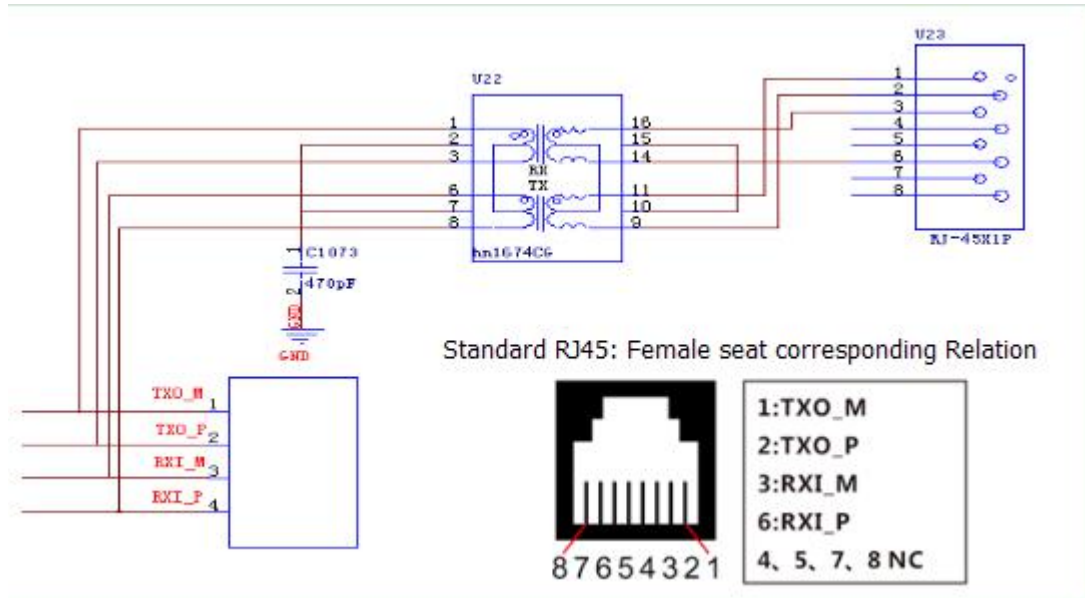 U23
U22
1
2
3
4
5
6
7
8
RJ-45X1P
1
2
3
6
7
8
16
15
14
11
10
9
RX
TX
hn1674CG
1
C1073
470pF
2
GND
GND
TXO_M 1
TXO_P 2
RXI_M 3
RXI_P 4
Standard RJ45: Female seat corresponding Relation
87654321
1:TXO_M
2:TXO_P
3:RXI_M
6:RXI_P
4、5、7、8 NC